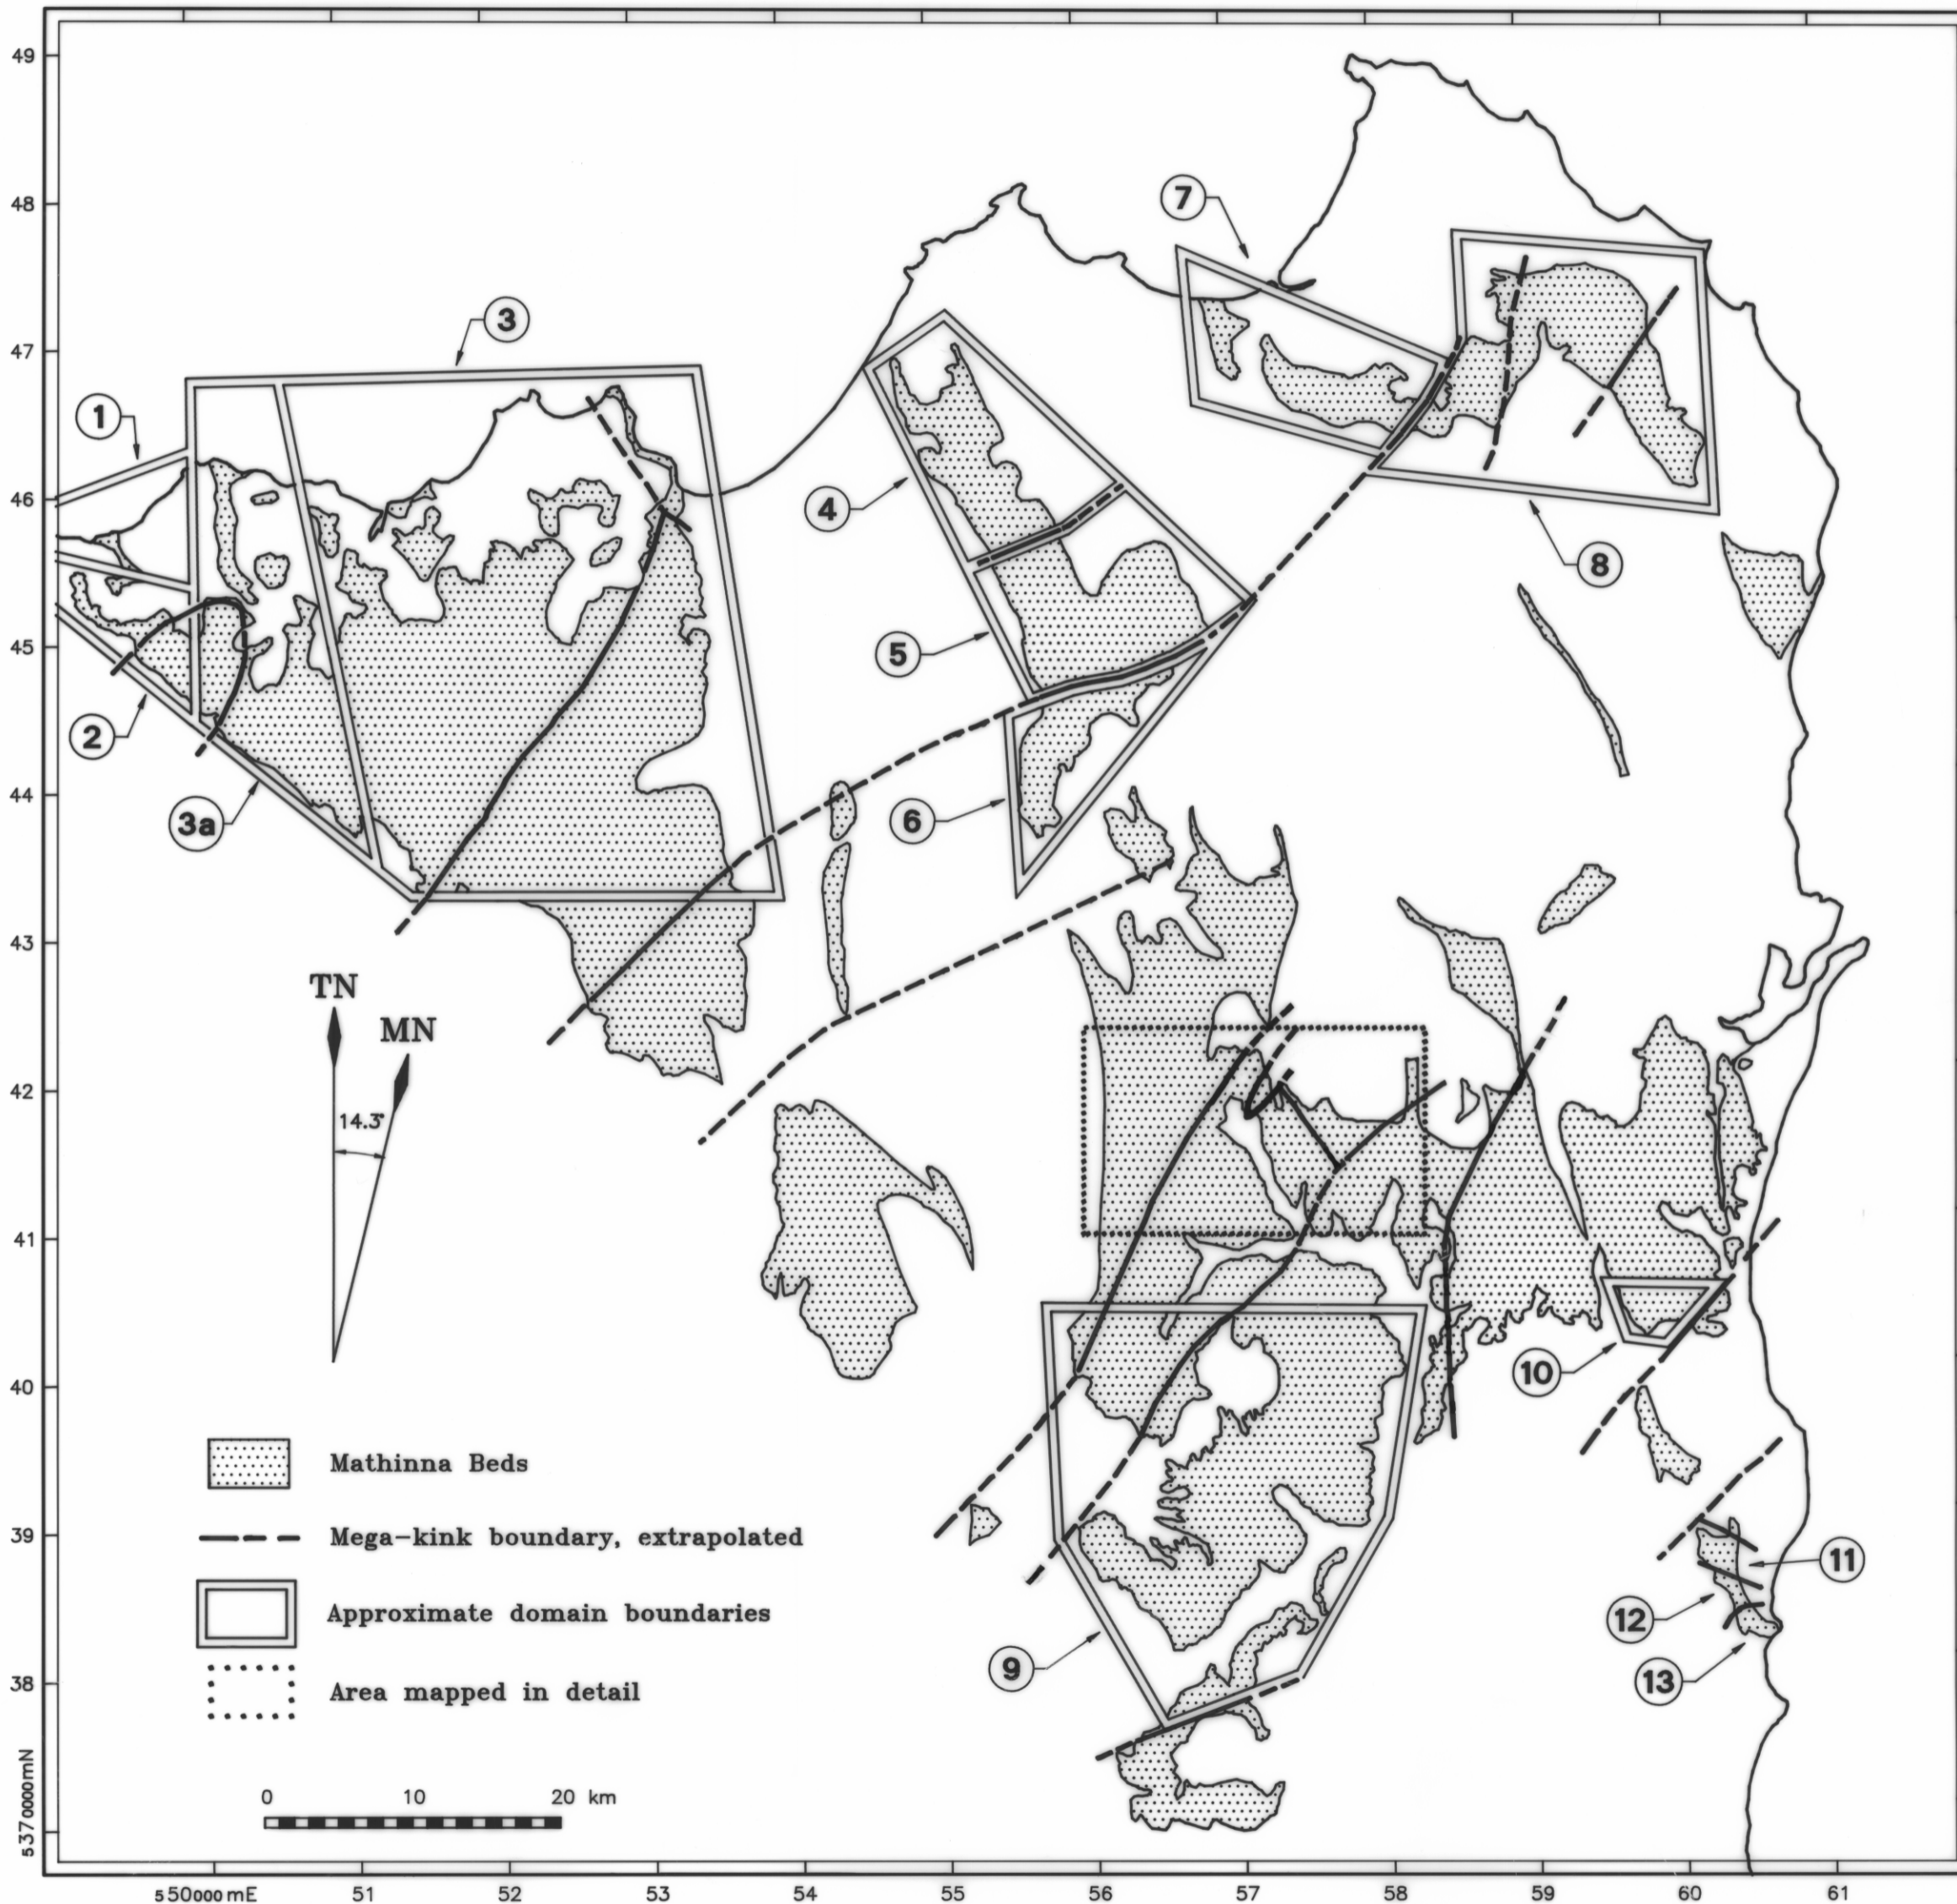 49
48
47
46
45
44
43
42
41
40
39
38
5370000mN
7
3
1
4
8
5
2
3a
6
TN
MN
14.3°
10
11
12
9
13
Mathinna Beds
Mega-kink boundary, extrapolated
Approximate domain boundaries
Area mapped in detail
0 10 20 km
550000mE 51 52 53 54 55 56 57 58 59 60 61